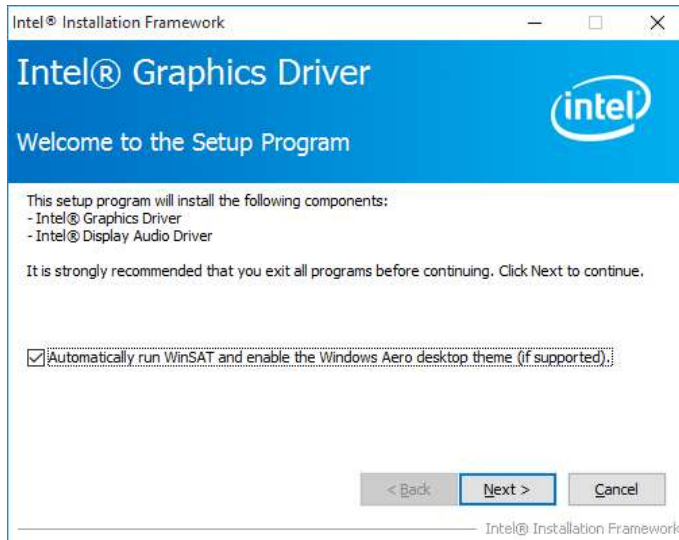 Intel® Installation Framework
Intel® Graphics Driver
intel
Welcome to the Setup Program
This setup program will install the following components:
- Intel® Graphics Driver
- Intel® Display Audio Driver
It is strongly recommended that you exit all programs before continuing. Click Next to continue.
Automatically run WinSAT and enable the Windows Aero desktop theme (if supported).
< Back Next > Cancel
Intel® Installation Framework